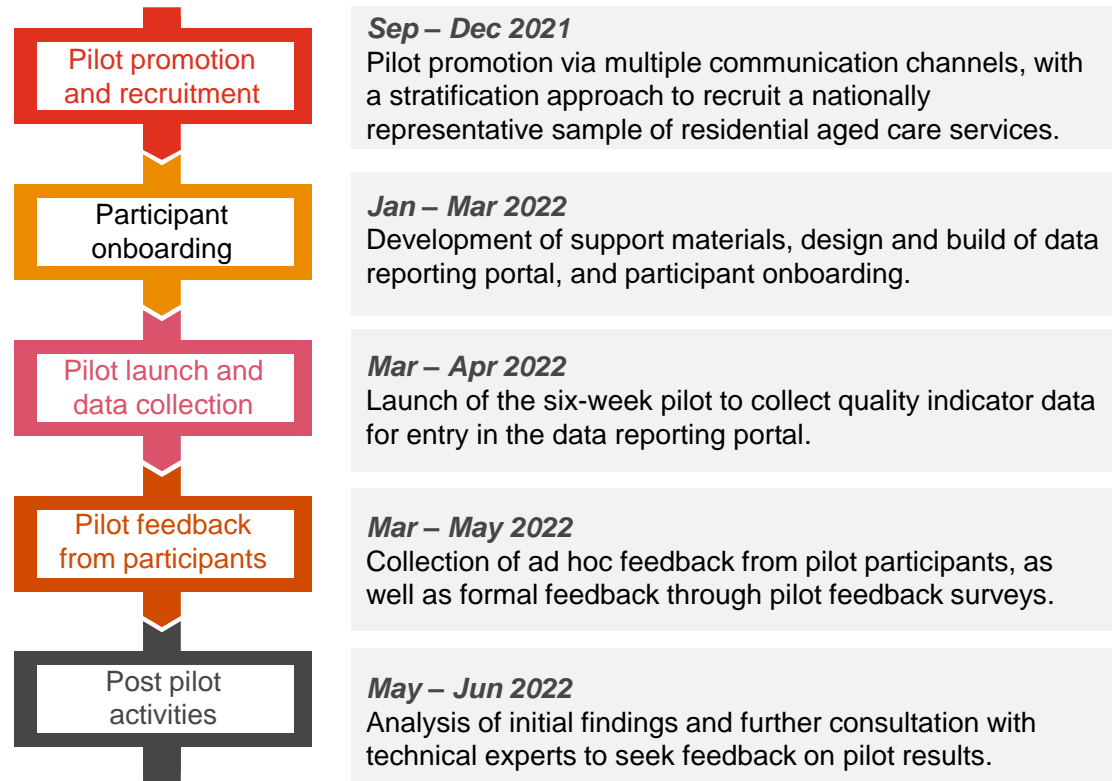 Pilot promotion
and recruitment
Sep – Dec 2021
Pilot promotion via multiple communication channels, with
a stratification approach to recruit a nationally
representative sample of residential aged care services.
Participant
onboarding
Jan – Mar 2022
Development of support materials, design and build of data
reporting portal, and participant onboarding.
Pilot launch and
data collection
Mar – Apr 2022
Launch of the six-week pilot to collect quality indicator data
for entry in the data reporting portal.
Pilot feedback
from participants
Mar – May 2022
Collection of ad hoc feedback from pilot participants, as
well as formal feedback through pilot feedback surveys.
Post pilot
activities
May – Jun 2022
Analysis of initial findings and further consultation with
technical experts to seek feedback on pilot results.